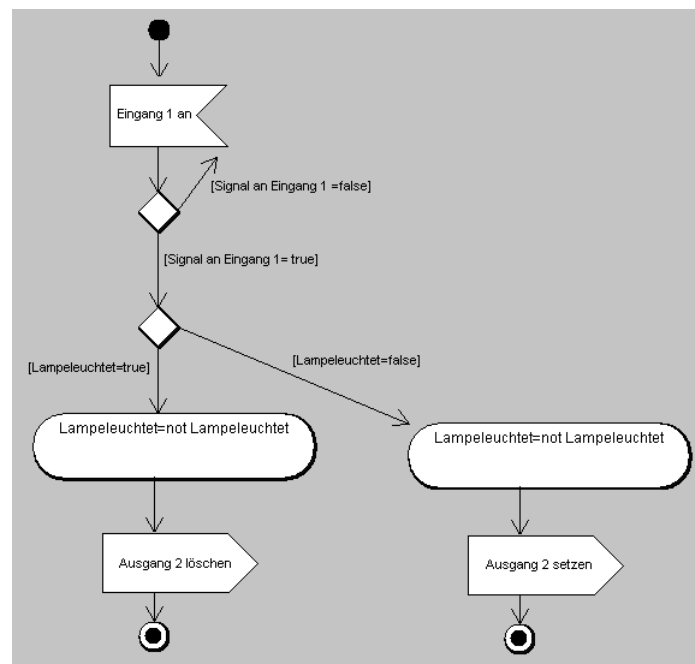 Eingang 1 an
[Signal an Eingang 1 =false]
[Signal an Eingang 1= true]
[Lampeleuchtet=false]
[Lampeleuchtet=true]
Lampeleuchtet=not Lampeleuchtet
Lampeleuchtet=not Lampeleuchtet
Ausgang 2 löschen
Ausgang 2 setzen